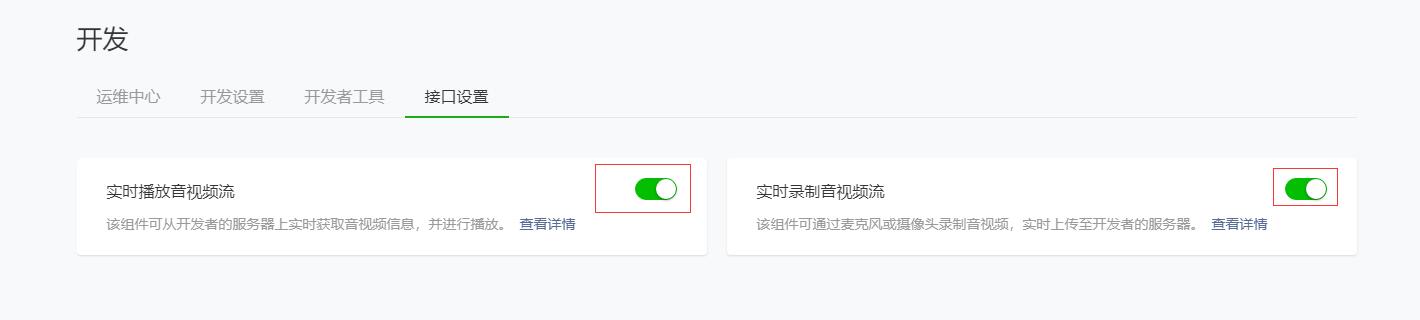 开发
运维中心 开发设置 开发者工具 接口设置
实时播放音视频流
该组件可从开发者的服务器上实时获取音视频信息，并进行播放。 查看详情
实时录制音视频流
该组件可通过麦克风或摄像头录制音视频，实时上传至开发者的服务器。 查看详情